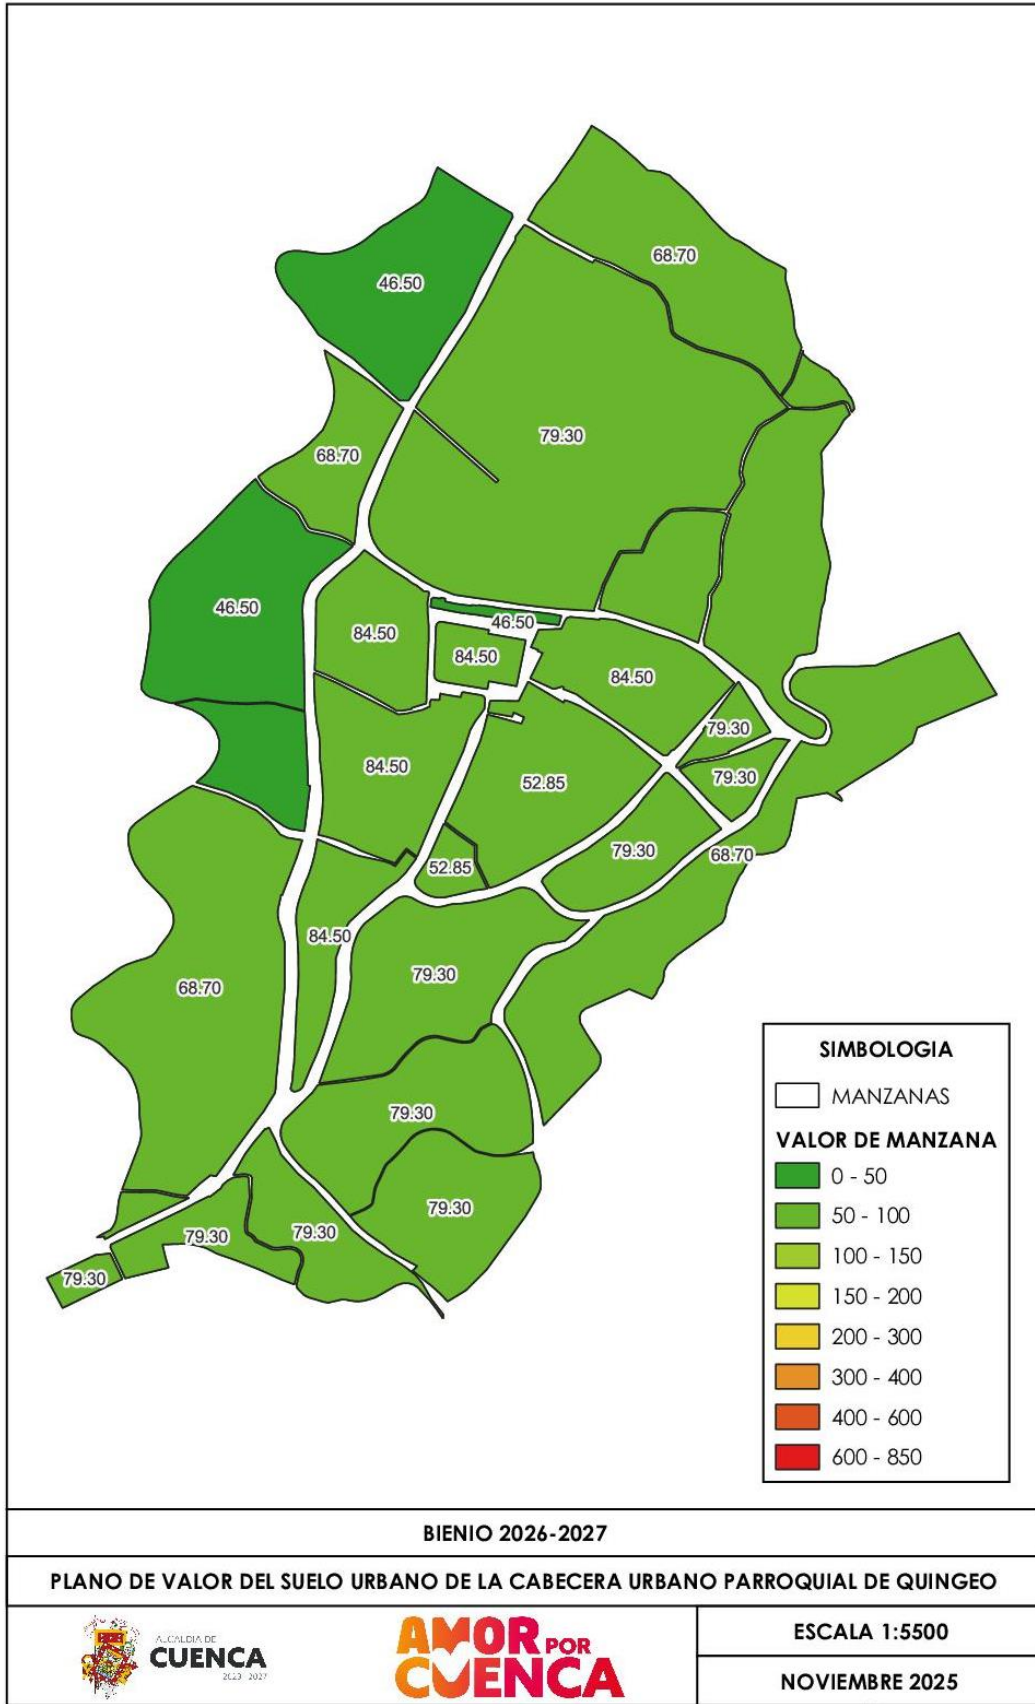 68.70
46.50
79.30
68.70
46.50
46.50
84.50
84.50
84.50
79.30
84.50
52.85
79.30
79.30
68.70
52.85
84.50
79.30
68.70
79.30
79.30
79.30
79.30
79.30
SIMBOLOGIA
MANZANAS
VALOR DE MANZANA
0 - 50
50 - 100
100 - 150
150 - 200
200 - 300
300 - 400
400 - 600
600 - 850
BIENIO 2026-2027
PLANO DE VALOR DEL SUELO URBANO DE LA CABECERA URBANO PARROQUIAL DE QUINGEO
ALCALDÍA DE
CUENCA
2023 - 2027
AMOR POR
CUENCA
ESCALA 1:5500
NOVIEMBRE 2025